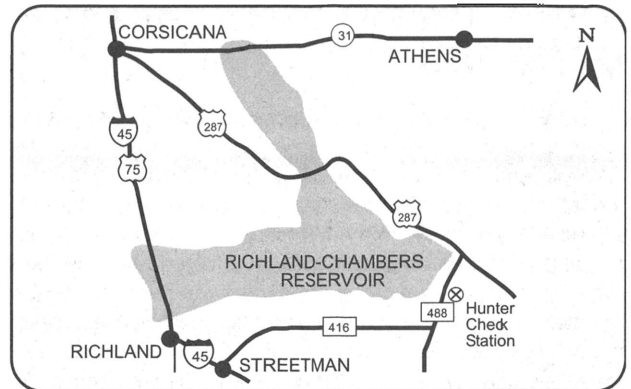 CORSICANA
31
ATHENS
N
287
45
75
287
RICHLAND-CHAMBERS
RESERVOIR
488
Hunter
Check
Station
416
RICHLAND
45
STREETMAN